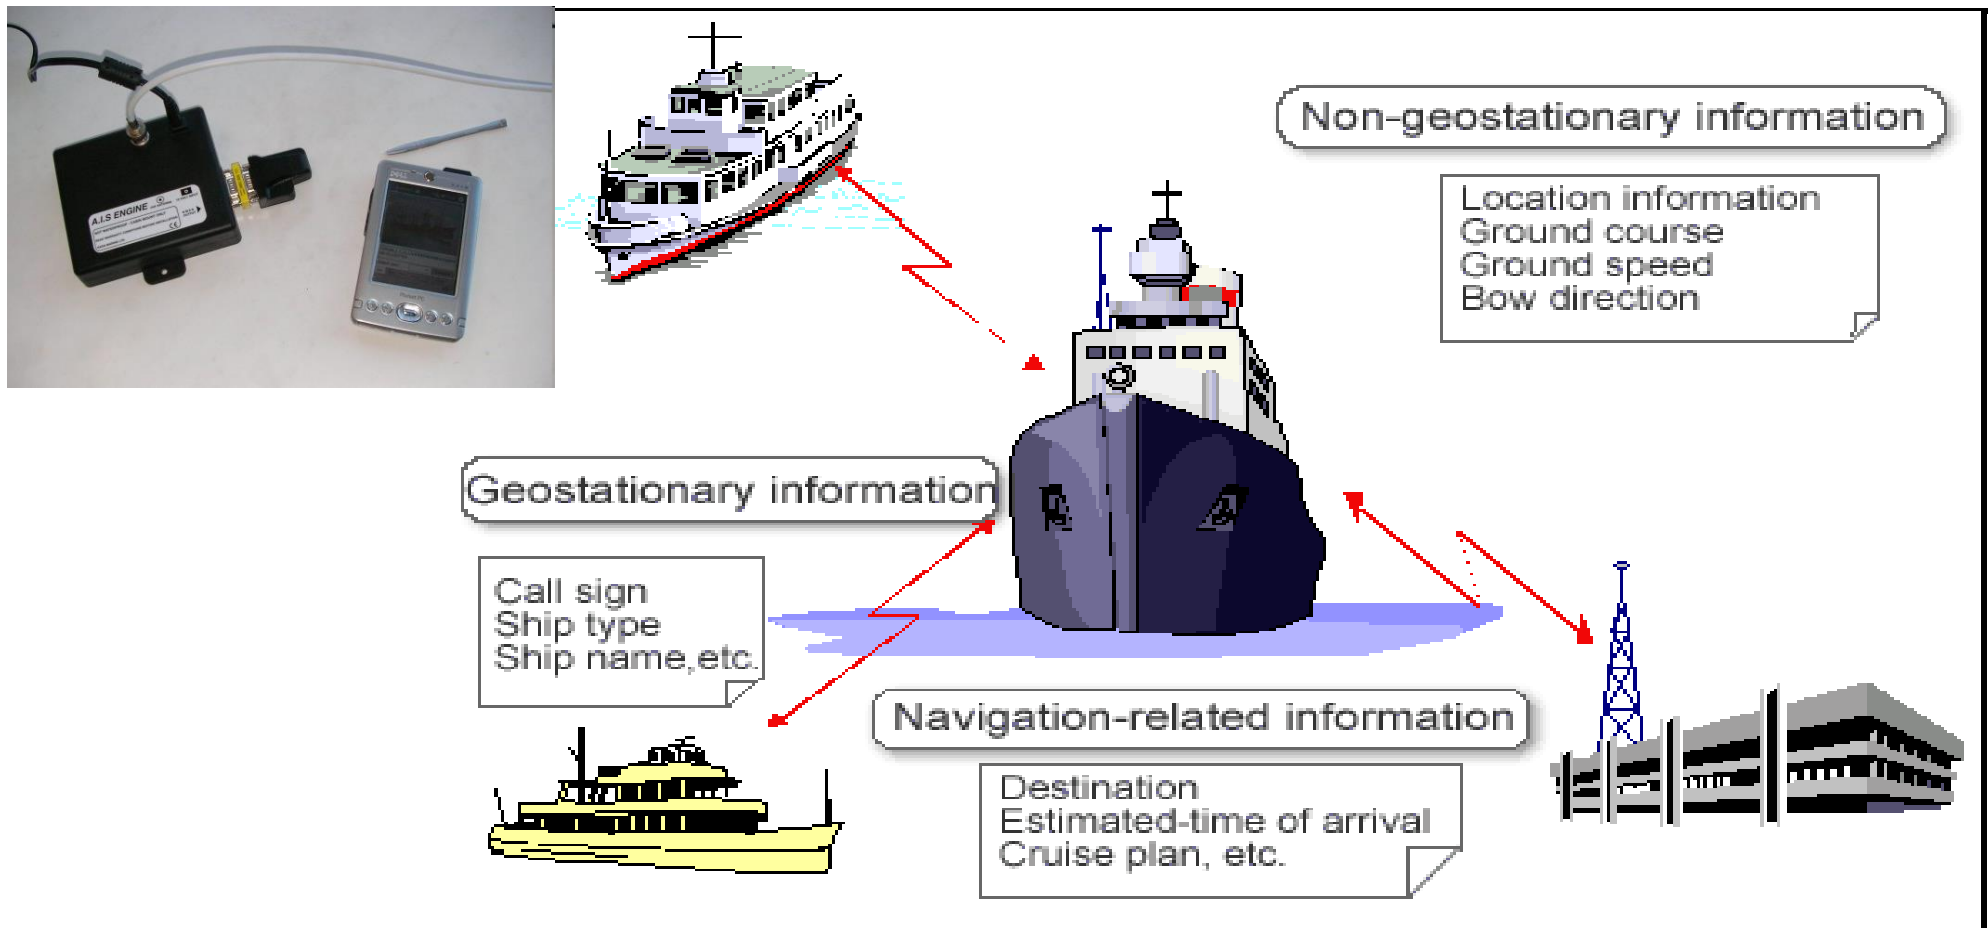 A.I.S ENGINE
DELL
Non-geostationary information
Location information
Ground course
Ground speed
Bow direction
Geostationary information
Call sign
Ship type
Ship name,etc.
Navigation-related information
Destination
Estimated-time of arrival
Cruise plan, etc.